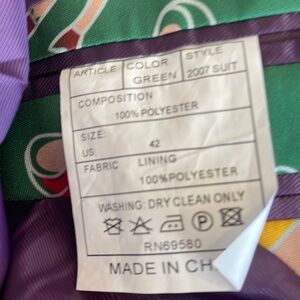 ARTICLE COLOR STYLE
GREEN 2007 SUIT
COMPOSITION
100% POLYESTER
SIZE:
US. 42
FABRIC LINING
100%POLYESTER
WASHING: DRY CLEAN ONLY
P
RN69580
MADE IN CH